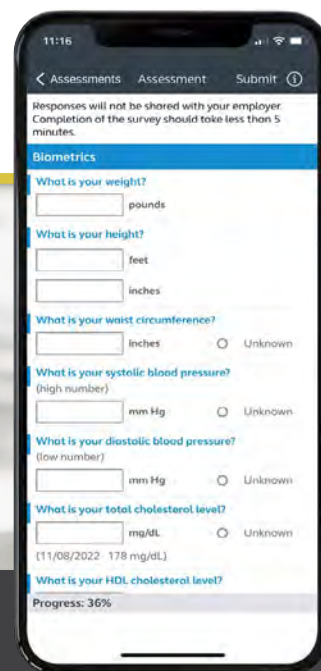 11:16
Assessments Assessment Submit
Responses will not be shared with your employer.
Completion of the survey should take less than 5
minutes.
Biometrics
What is your weight?
pounds
What is your height?
feet
inches
What is your waist circumference?
inches Unknown
What is your systolic blood pressure?
(high number)
mm Hg Unknown
What is your diastolic blood pressure?
(low number)
mm Hg Unknown
What is your total cholesterol level?
mg/dL Unknown
(11/08/2022 178 mg/dL)
What is your HDL cholesterol level?
Progress: 36%